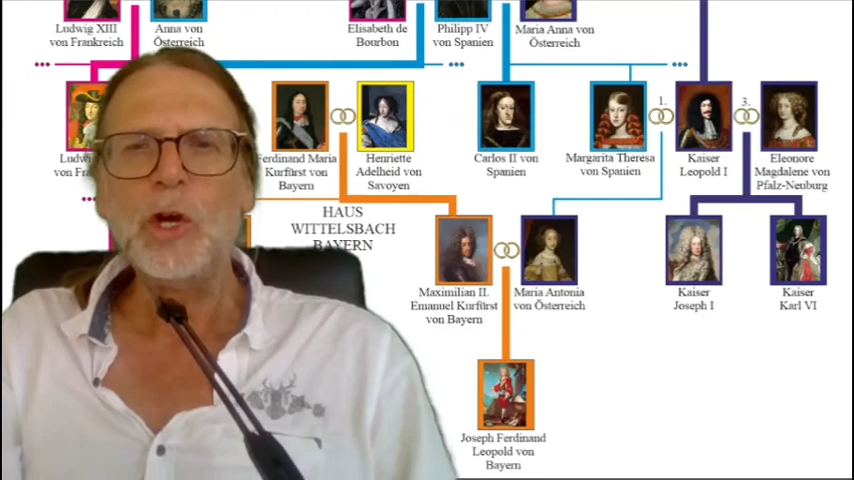 Ludwig XIII
von Frankreich
Anna von
Österreich
Elisabeth de
Bourbon
Philipp IV
von Spanien
Maria Anna von
Österreich
1.
3.
Ferdinand Maria
Kurfürst von
Bayern
Henriette
Adelheid von
Savoyen
Carlos II von
Spanien
Margarita Theresa
von Spanien
Kaiser
Leopold I
Eleonore
Magdalene von
Pfalz-Neuburg
HAUS
WITTELSBACH
BAYERN
Maximilian II.
Emanuel Kurfürst
von Bayern
Maria Antonia
von Österreich
Kaiser
Joseph I
Kaiser
Karl VI
Joseph Ferdinand
Leopold von
Bayern